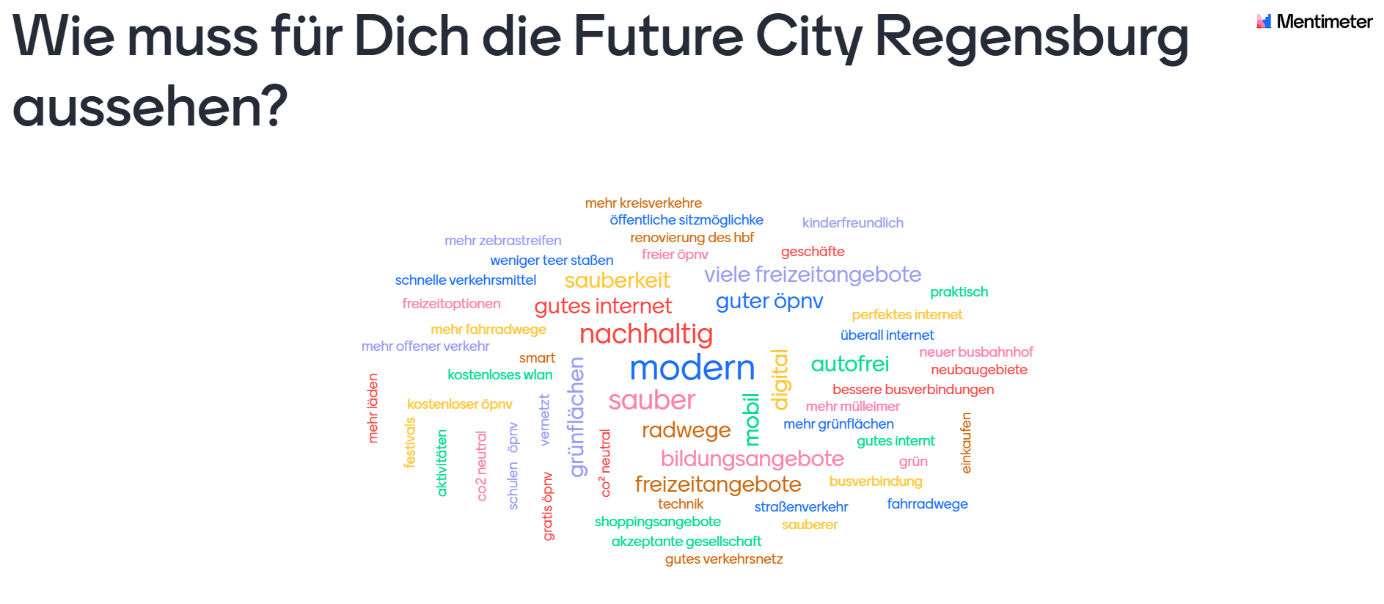 Wie muss für Dich die Future City Regensburg
aussehen?
Mentimeter
mehr kreisverkehre
öffentliche sitzmöglichke
kinderfreundlich
mehr zebrastreifen
renovierung des hbf
freier öpnv
geschäfte
weniger teer staßen
schnelle verkehrsmittel
sauberkeit
viele freizeitangebote
praktisch
freizeitoptionen
gutes internet
guter öpnv
perfektes internet
mehr fahrradwege
nachhaltig
überall internet
mehr offener verkehr
smart
neuer busbahnhof
kostenloses wlan
modern
digital
autofrei
neubaugebiete
bessere busverbindungen
mehr läden
kostenloser öpnv
grünflächen
sauber
mobil
mehr mülleimer
mehr grünflächen
festivals
aktivitäten
co2 neutral
schulen
öpnv
vernetzt
gratis öpnv
co² neutral
radwege
gutes internt
einkaufen
bildungsangebote
grün
freizeitangebote
busverbindung
technik
straßenverkehr
fahrradwege
shoppingsangebote
sauberer
akzeptante gesellschaft
gutes verkehrsnetz